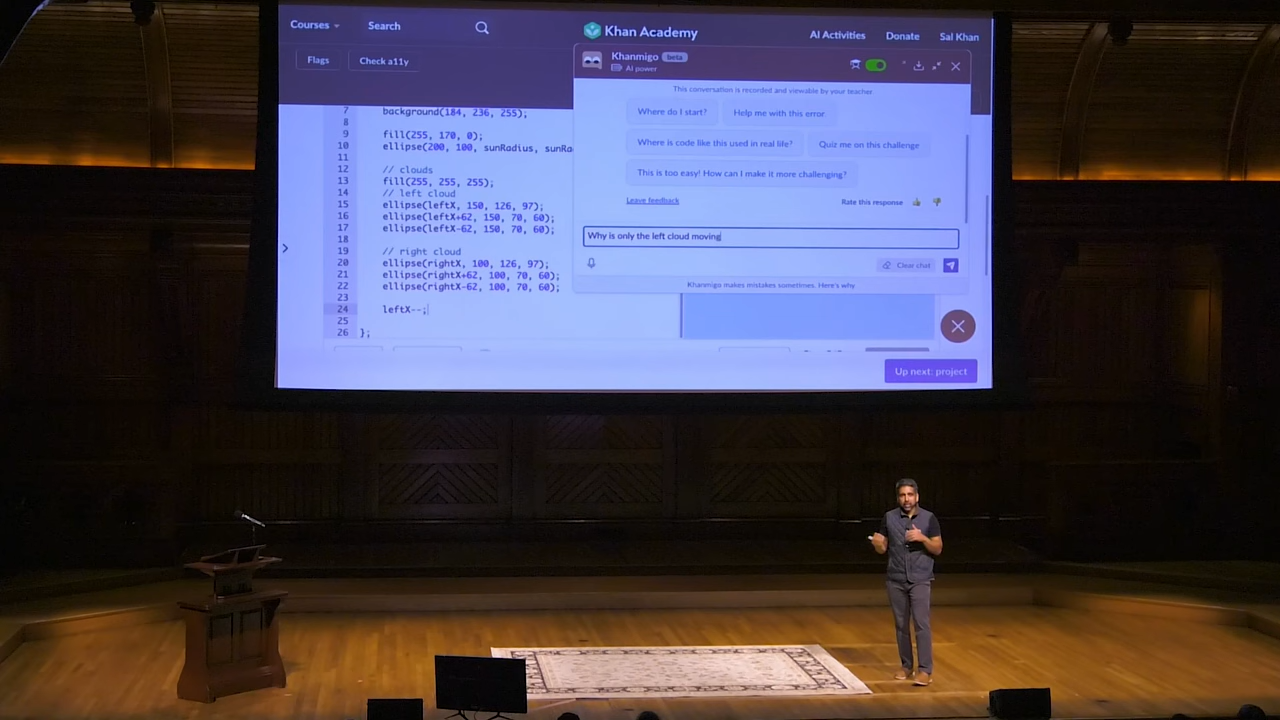 Courses
Search
Khan Academy
AI Activities
Donate
Sal Khan
Flags
Check a11y
Khanmigo beta
AI power
This conversation is recorded and viewable by your teacher
Where do I start?
Help me with this error
Where is code like this used in real life?
Quiz me on this challenge
This is too easy! How can I make it more challenging?
Leave feedback
Rate this response
Why is only the left cloud moving
Clear chat
Khanmigo makes mistakes sometimes. Here's why
7 background(184, 236, 255);
8
9 fill(255, 170, 0);
10 ellipse(200, 100, sunRadius, sunRa
11
12 // clouds
13 fill(255, 255, 255);
14 // left cloud
15 ellipse(leftX, 150, 126, 97);
16 ellipse(leftX+62, 150, 70, 60);
17 ellipse(leftX-62, 150, 70, 60);
18
19 // right cloud
20 ellipse(rightX, 100, 126, 97);
21 ellipse(rightX+62, 100, 70, 60);
22 ellipse(rightX-62, 100, 70, 60);
23
24 leftX--;
25
26 };
Up next: project